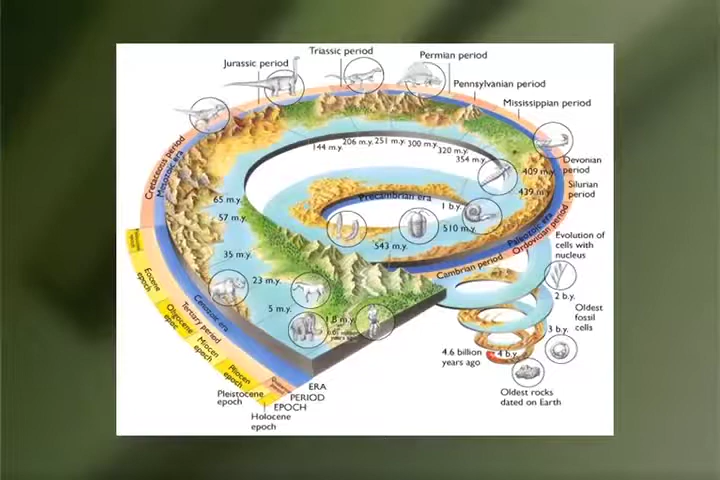 Triassic period
Permian period
Jurassic period
Pennsylvanian period
Mississippian period
Cretaceous period
Mesozoic era
144 m.y.
206 m.y.
251 m.y.
300 m.y.
320 m.y.
354 m.y.
409 m.y.
439 m.y.
Devonian
period
Silurian
period
Ordovician period
Paleozoic era
Precambrian era
1 b.y.
510 m.y.
543 m.y.
Cambrian period
65 m.y.
57 m.y.
35 m.y.
23 m.y.
5 m.y.
1.8 m.y.
Evolution of
cells with
nucleus
2 b.y.
Oldest
fossil
cells
3 b.y.
4.6 billion
years ago
4 b.y.
Oldest rocks
dated on Earth
Cenozoic era
Tertiary period
Eocene
epoch
Oligocene
epoc
Miocen
epoch
Pliocen
epoch
Pleistocene
epoch
Holocene
epoch
ERA
PERIOD
EPOCH